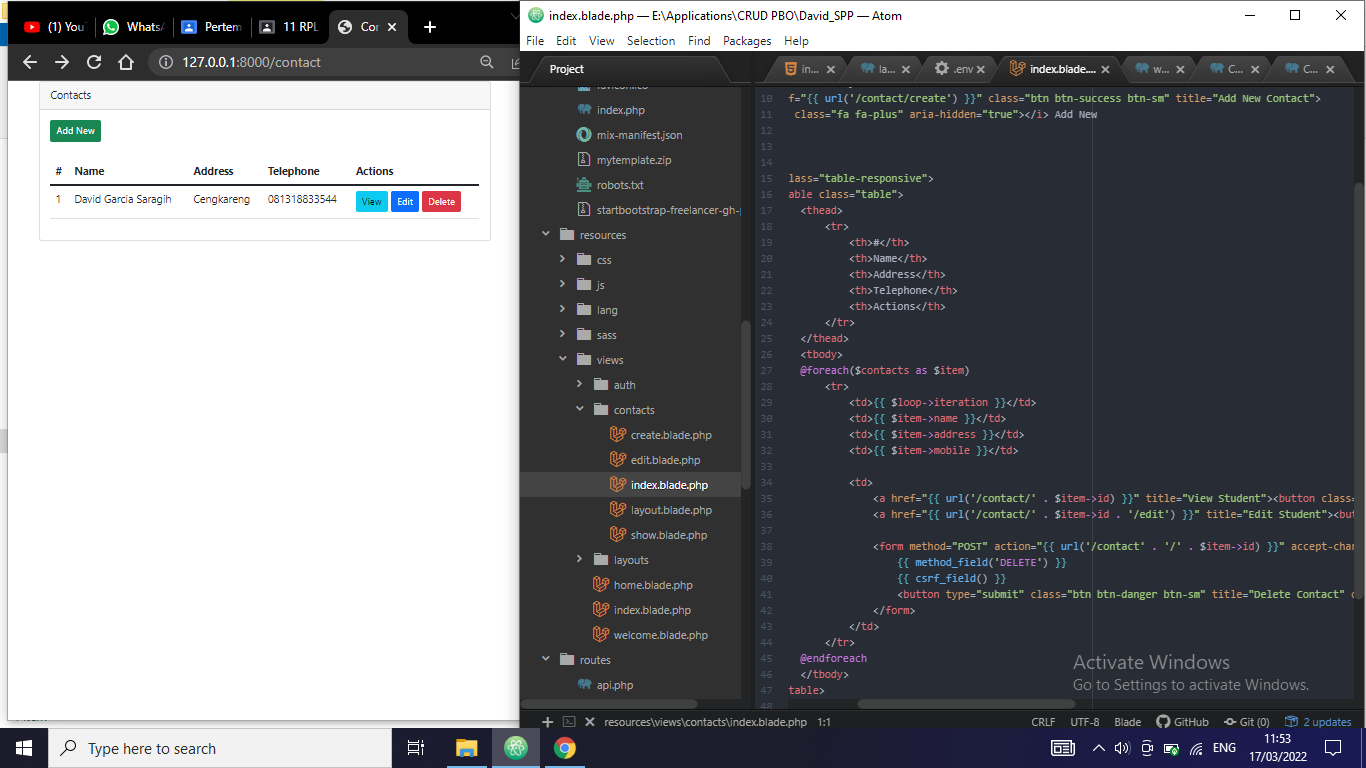 (1) You
WhatsA
Pertem
11 RPL
Cor
127.0.0.1:8000/contact
Contacts
Add New
# Name Address Telephone Actions
1 David Garcia Saragih Cengkareng 081318833544 View Edit Delete
index.blade.php — E:\Applications\CRUD PBO\David_SPP — Atom
File Edit View Selection Find Packages Help
Project
index.php
mix-manifest.json
mytemplate.zip
robots.txt
startbootstrap-freelancer-gh-p
resources
css
js
lang
sass
views
auth
contacts
create.blade.php
edit.blade.php
index.blade.php
layout.blade.php
show.blade.php
layouts
home.blade.php
index.blade.php
welcome.blade.php
routes
api.php
in... la... .env index.blade.... w... C... C...
10 f="{{ url('/contact/create') }}" class="btn btn-success btn-sm" title="Add New Contact">
11 class="fa fa-plus" aria-hidden="true"></i> Add New
12
13
14
15 lass="table-responsive">
16 able class="table">
17 <thead>
18 <tr>
19 <th>#</th>
20 <th>Name</th>
21 <th>Address</th>
22 <th>Telephone</th>
23 <th>Actions</th>
24 </tr>
25 </thead>
26 <tbody>
27 @foreach($contacts as $item)
28 <tr>
29 <td>{{ $loop->iteration }}</td>
30 <td>{{ $item->name }}</td>
31 <td>{{ $item->address }}</td>
32 <td>{{ $item->mobile }}</td>
33
34 <td>
35 <a href="{{ url('/contact/' . $item->id) }}" title="View Student"><button class=
36 <a href="{{ url('/contact/' . $item->id . '/edit') }}" title="Edit Student"><but
37
38 <form method="POST" action="{{ url('/contact' . '/' . $item->id) }}" accept-char
39 {{ method_field('DELETE') }}
40 {{ csrf_field() }}
41 <button type="submit" class="btn btn-danger btn-sm" title="Delete Contact" o
42 </form>
43 </td>
44 </tr>
45 @endforeach
46 </tbody>
47 table>
48
Activate Windows
Go to Settings to activate Windows.
resources\views\contacts\index.blade.php 1:1 CRLF UTF-8 Blade GitHub Git (0) 2 updates
Type here to search
ENG
11:53
17/03/2022